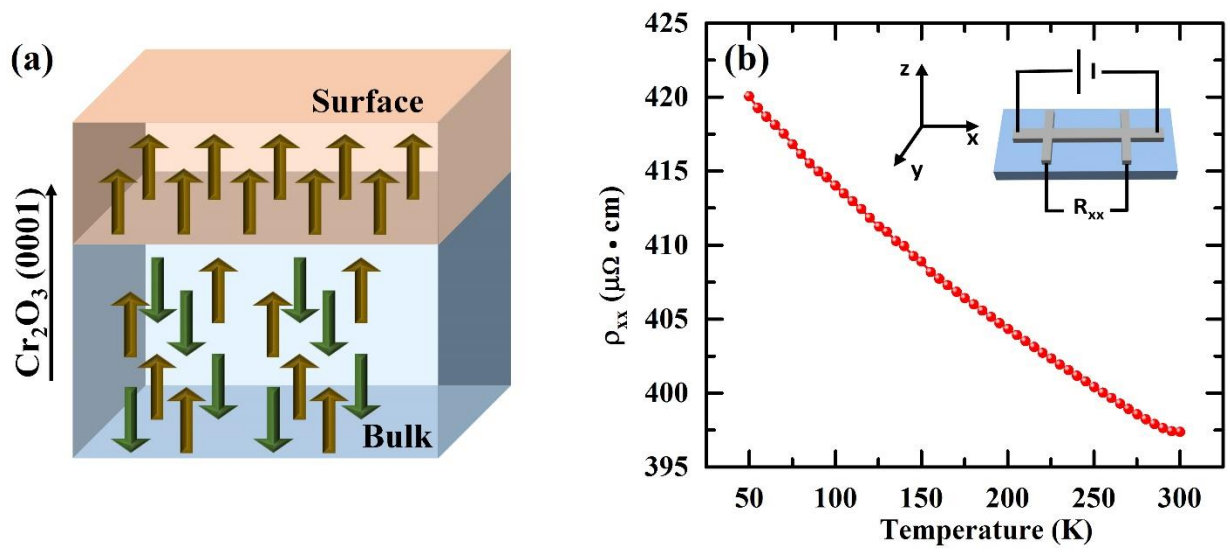 (a)
Surface
Cr₂O₃ (0001)
Bulk
(b)
z
x
y
I
Rₓₓ
ρₓₓ (μΩ • cm)
425
420
415
410
405
400
395
50 100 150 200 250 300
Temperature (K)